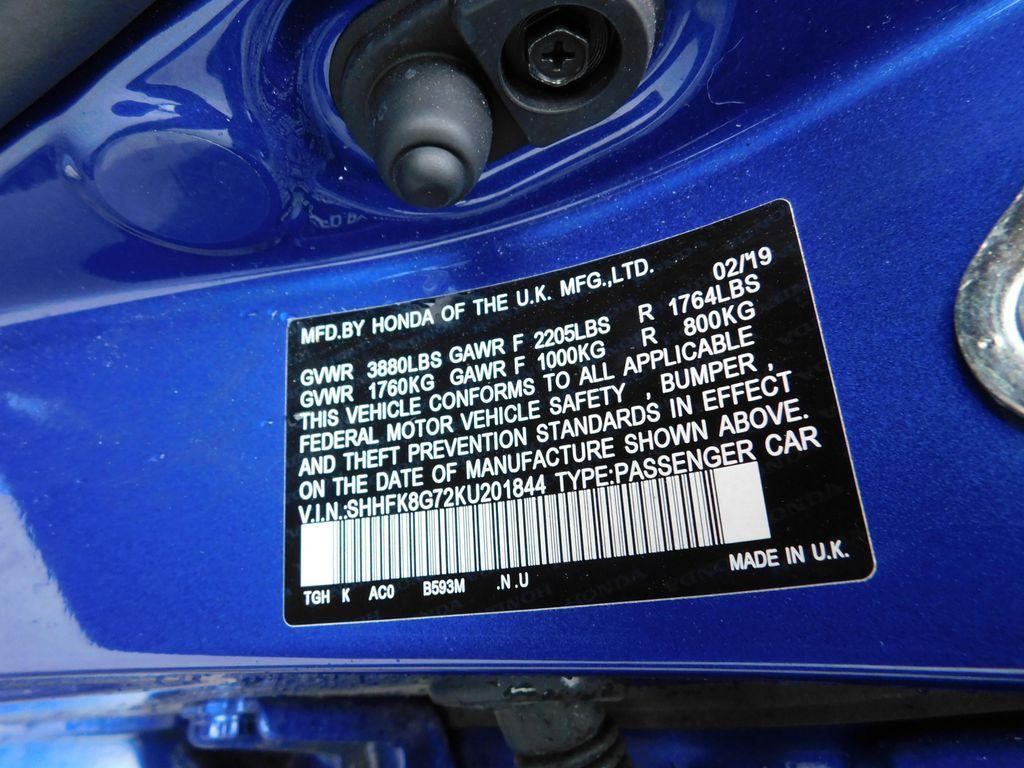 MFD.BY HONDA OF THE U.K. MFG.,LTD. 02/19
GVWR 3880LBS GAWR F 2205LBS R 1764LBS
GVWR 1760KG GAWR F 1000KG R 800KG
THIS VEHICLE CONFORMS TO ALL APPLICABLE
FEDERAL MOTOR VEHICLE SAFETY , BUMPER ,
AND THEFT PREVENTION STANDARDS IN EFFECT
ON THE DATE OF MANUFACTURE SHOWN ABOVE.
V.I.N.:SHHFK8G72KU201844 TYPE:PASSENGER CAR
MADE IN U.K.
TGH K AC0 B593M .N .U